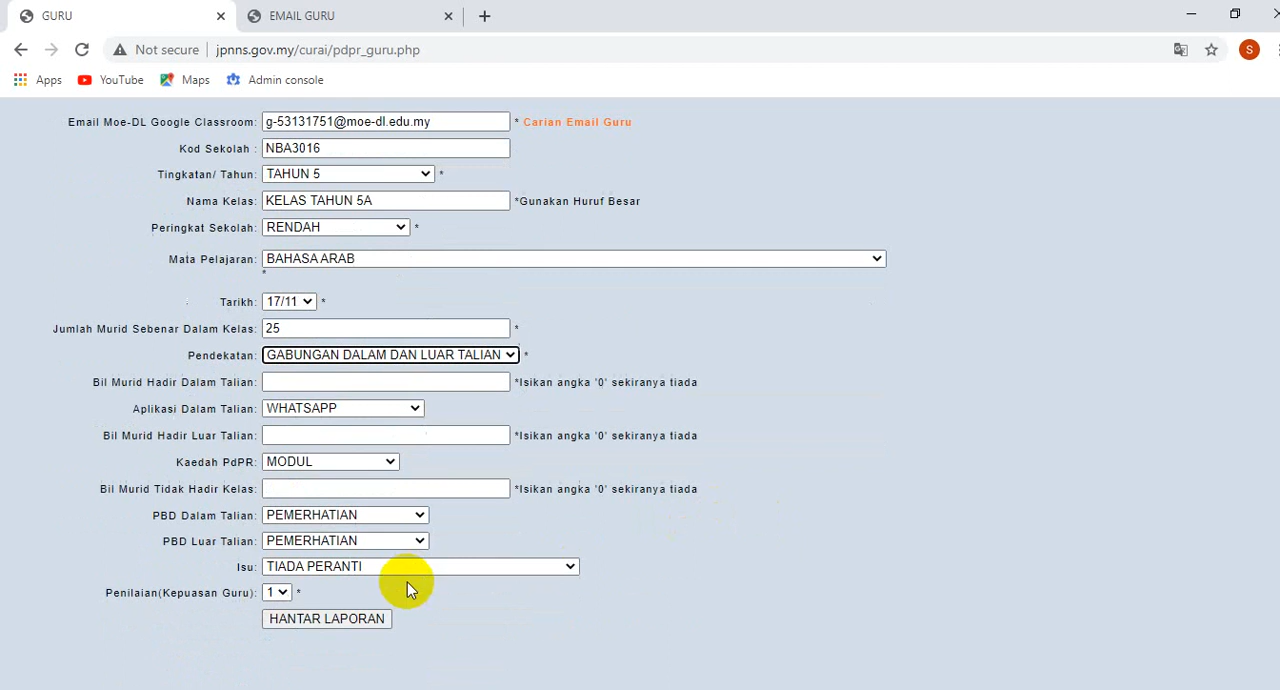 GURU
EMAIL GURU
Not secure | jpnns.gov.my/curai/pdpr_guru.php
S
Apps YouTube Maps Admin console
Email Moe-DL Google Classroom: g-53131751@moe-dl.edu.my * Carian Email Guru
Kod Sekolah : NBA3016
Tingkatan/ Tahun: TAHUN 5 *
Nama Kelas: KELAS TAHUN 5A *Gunakan Huruf Besar
Peringkat Sekolah: RENDAH *
Mata Pelajaran: BAHASA ARAB
*
Tarikh: 17/11 *
Jumlah Murid Sebenar Dalam Kelas: 25 *
Pendekatan: GABUNGAN DALAM DAN LUAR TALIAN *
Bil Murid Hadir Dalam Talian: *Isikan angka '0' sekiranya tiada
Aplikasi Dalam Talian: WHATSAPP
Bil Murid Hadir Luar Talian: *Isikan angka '0' sekiranya tiada
Kaedah PdPR: MODUL
Bil Murid Tidak Hadir Kelas: *Isikan angka '0' sekiranya tiada
PBD Dalam Talian: PEMERHATIAN
PBD Luar Talian: PEMERHATIAN
Isu: TIADA PERANTI
Penilaian(Kepuasan Guru): 1 *
HANTAR LAPORAN